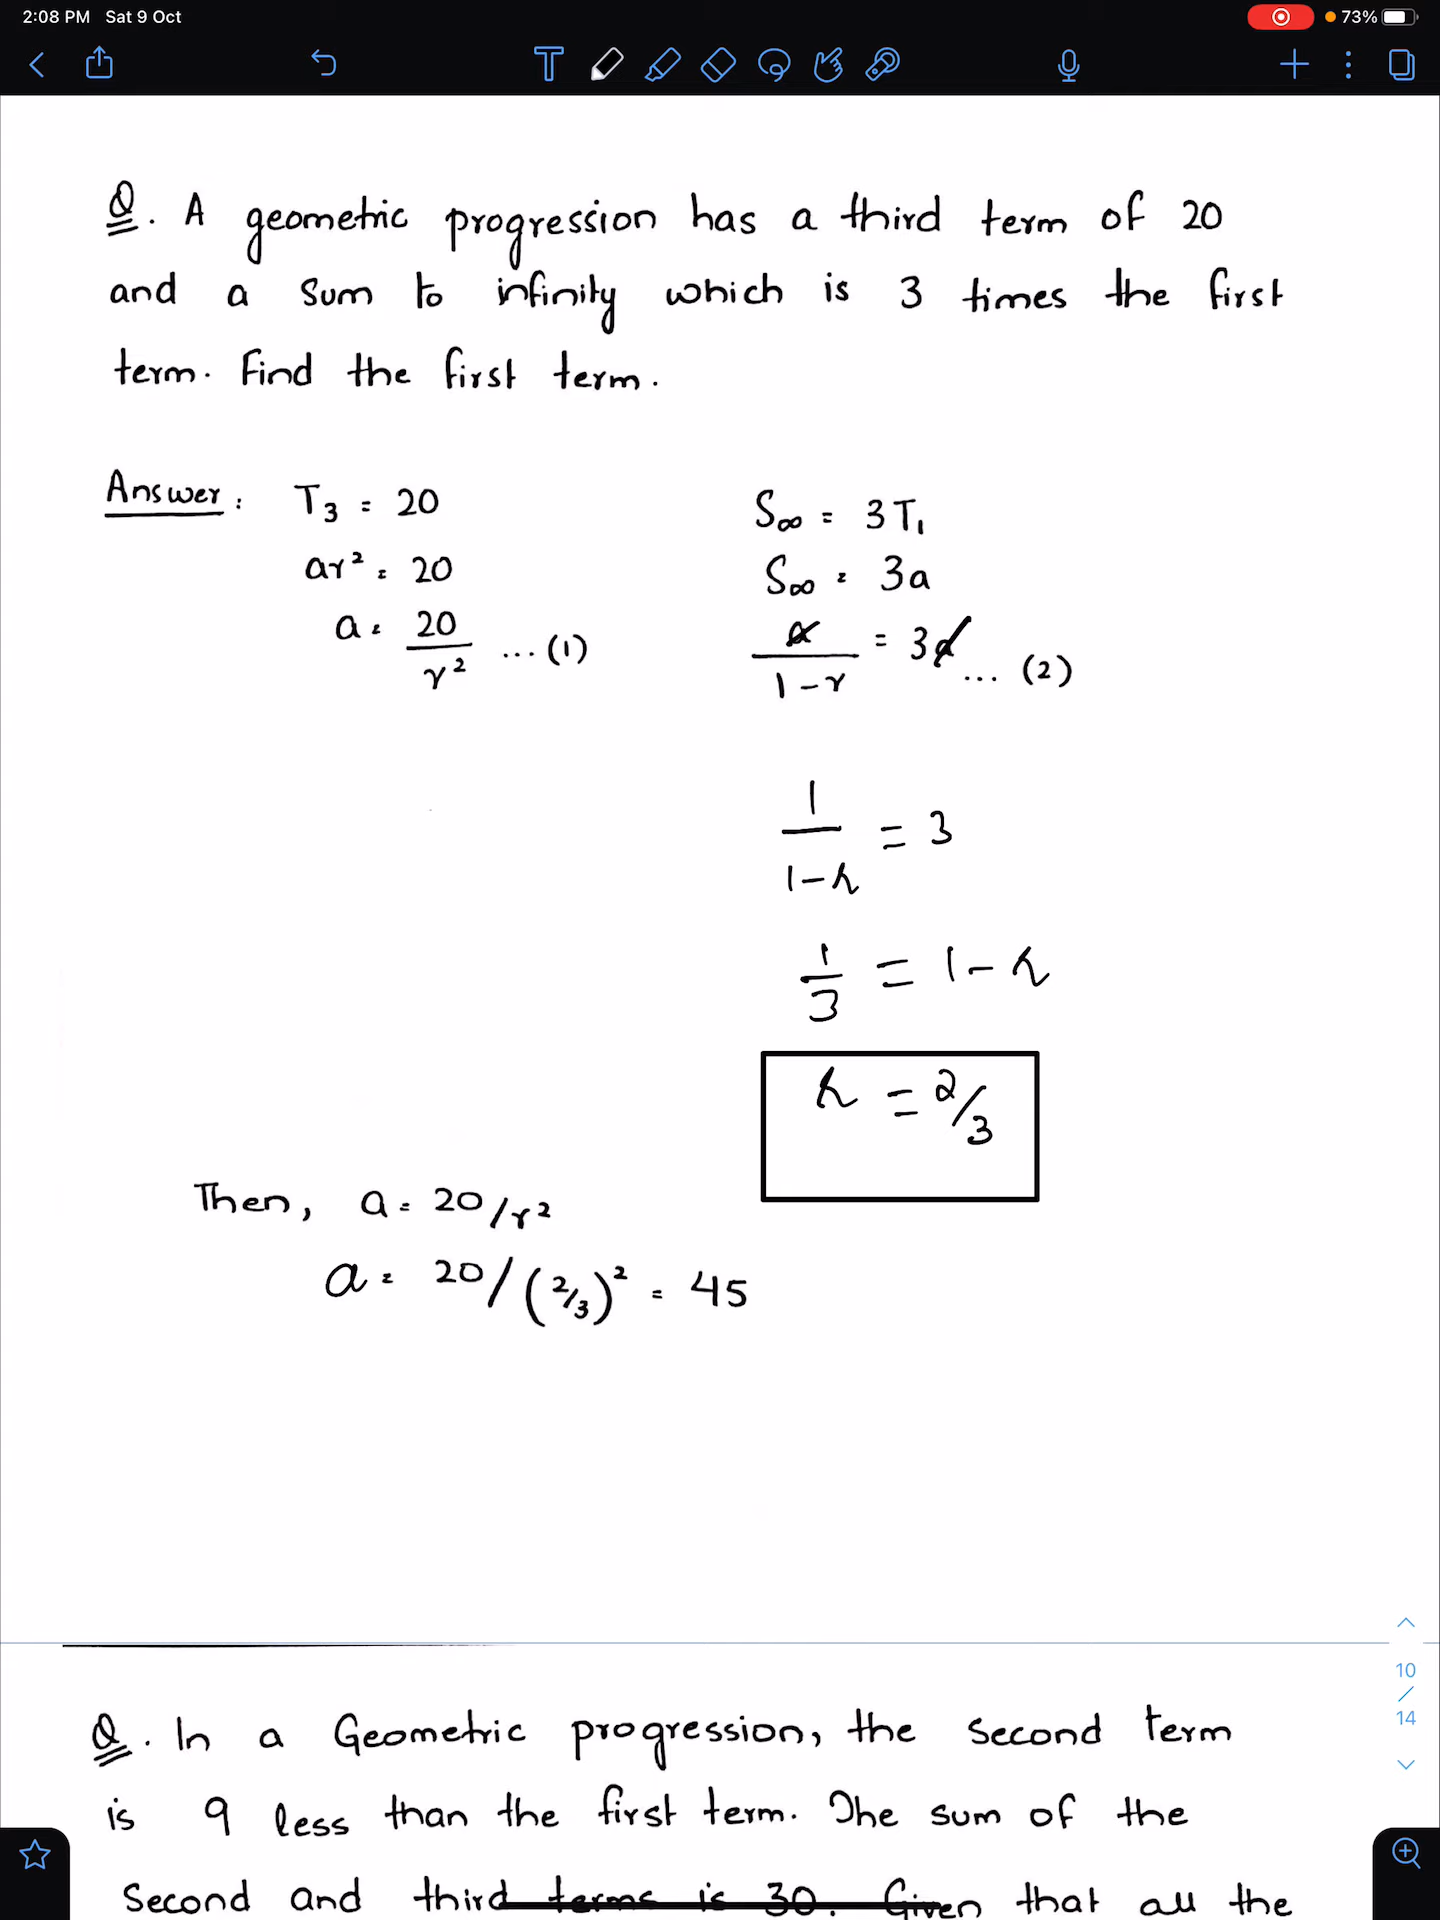 2:08 PM Sat 9 Oct
73%
Q. A geometric progression has a third term of 20
and a sum to infinity which is 3 times the first
term. Find the first term.
Answer: T₃ = 20
ar² = 20
a = 20/r² ... (1)
S∞ = 3T₁
S∞ = 3a
a/(1-r) = 3a ... (2)
1/(1-r) = 3
1/3 = 1-r
r = 2/3
Then, a = 20/r²
a = 20/(2/3)² = 45
10
/
14
Q. In a Geometric progression, the second term
is 9 less than the first term. The sum of the
second and third terms is 30. Given that all the